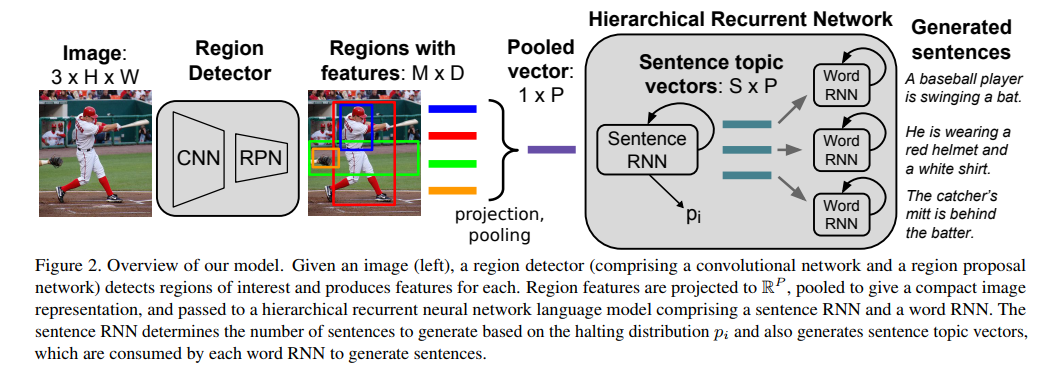 Image:
3 x H x W
Region
Detector
CNN
RPN
Regions with
features: M x D
projection,
pooling
Pooled
vector:
1 x P
Hierarchical Recurrent Network
Sentence topic
vectors: S x P
Sentence
RNN
pi
Word
RNN
Word
RNN
Word
RNN
Generated
sentences
A baseball player
is swinging a bat.
He is wearing a
red helmet and
a white shirt.
The catcher's
mitt is behind
the batter.
Figure 2. Overview of our model. Given an image (left), a region detector (comprising a convolutional network and a region proposal
network) detects regions of interest and produces features for each. Region features are projected to ℝ^P, pooled to give a compact image
representation, and passed to a hierarchical recurrent neural network language model comprising a sentence RNN and a word RNN. The
sentence RNN determines the number of sentences to generate based on the halting distribution p_i and also generates sentence topic vectors,
which are consumed by each word RNN to generate sentences.